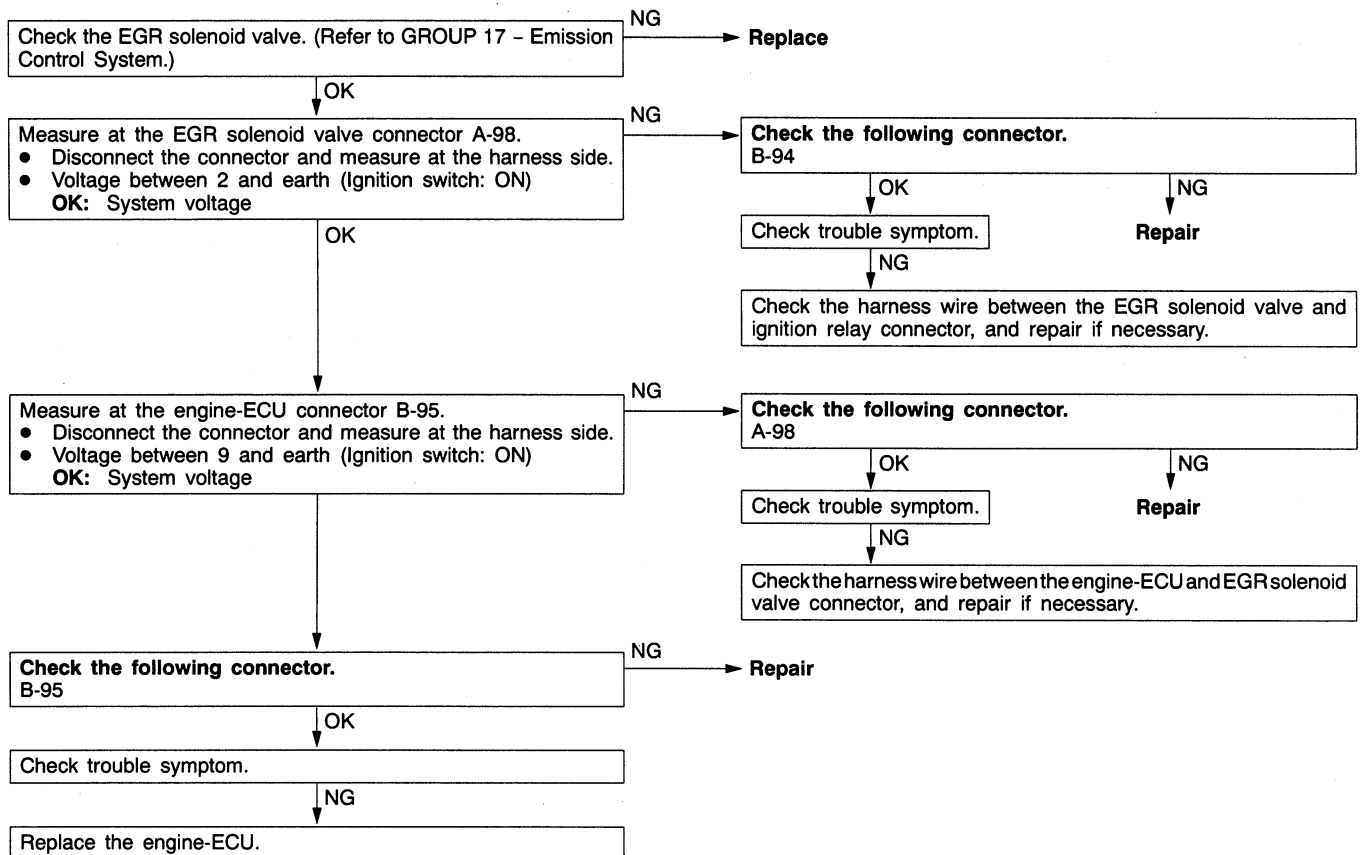 Check the EGR solenoid valve. (Refer to GROUP 17 – Emission
Control System.)
NG
Replace
OK
Measure at the EGR solenoid valve connector A-98.
● Disconnect the connector and measure at the harness side.
● Voltage between 2 and earth (Ignition switch: ON)
OK: System voltage
NG
Check the following connector.
B-94
OK
NG
Check trouble symptom.
Repair
NG
Check the harness wire between the EGR solenoid valve and
ignition relay connector, and repair if necessary.
OK
Measure at the engine-ECU connector B-95.
● Disconnect the connector and measure at the harness side.
● Voltage between 9 and earth (Ignition switch: ON)
OK: System voltage
NG
Check the following connector.
A-98
OK
NG
Check trouble symptom.
Repair
NG
Check the harness wire between the engine-ECU and EGR solenoid
valve connector, and repair if necessary.
Check the following connector.
B-95
NG
Repair
OK
Check trouble symptom.
NG
Replace the engine-ECU.